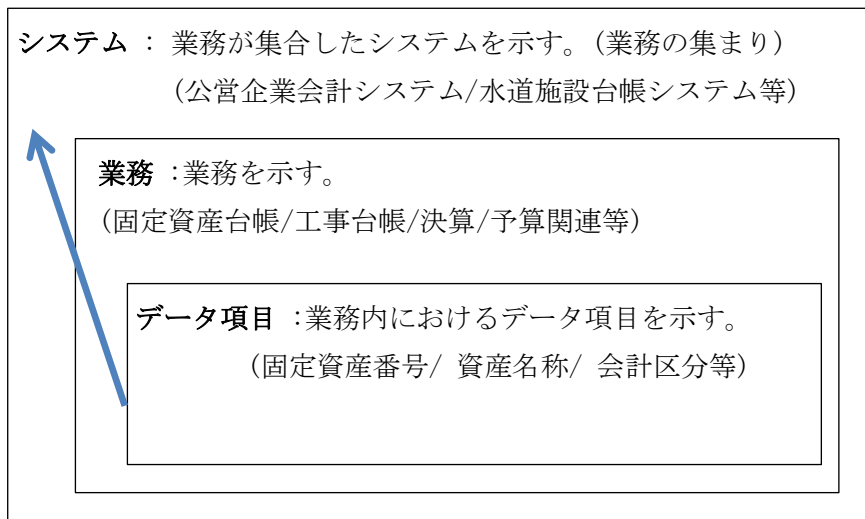 システム : 業務が集合したシステムを示す。(業務の集まり)
(公営企業会計システム/水道施設台帳システム等)
業務 :業務を示す。
(固定資産台帳/工事台帳/決算/予算関連等)
データ項目 :業務内におけるデータ項目を示す。
(固定資産番号/ 資産名称/ 会計区分等)